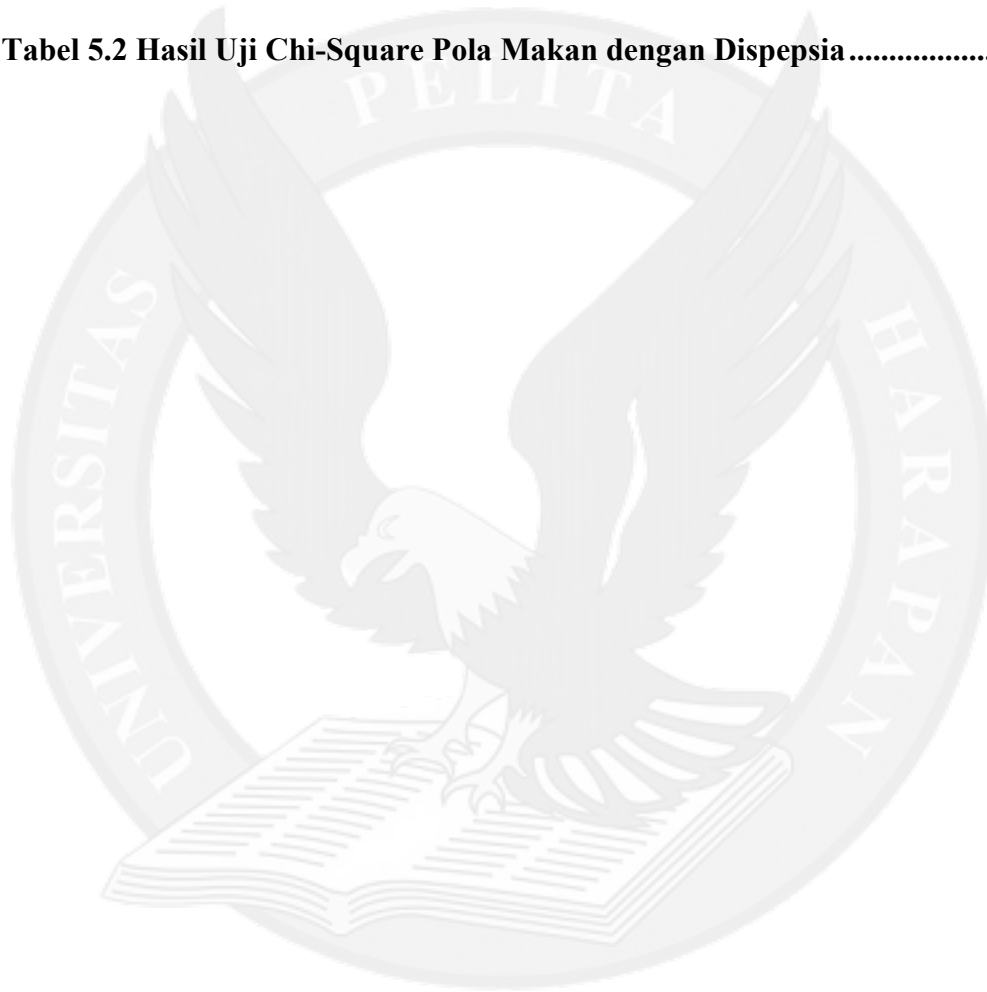 Tabel 5.2 Hasil Uji Chi-Square Pola Makan dengan Dispepsia..................
UNIVERSITAS PELITA HARAPAN